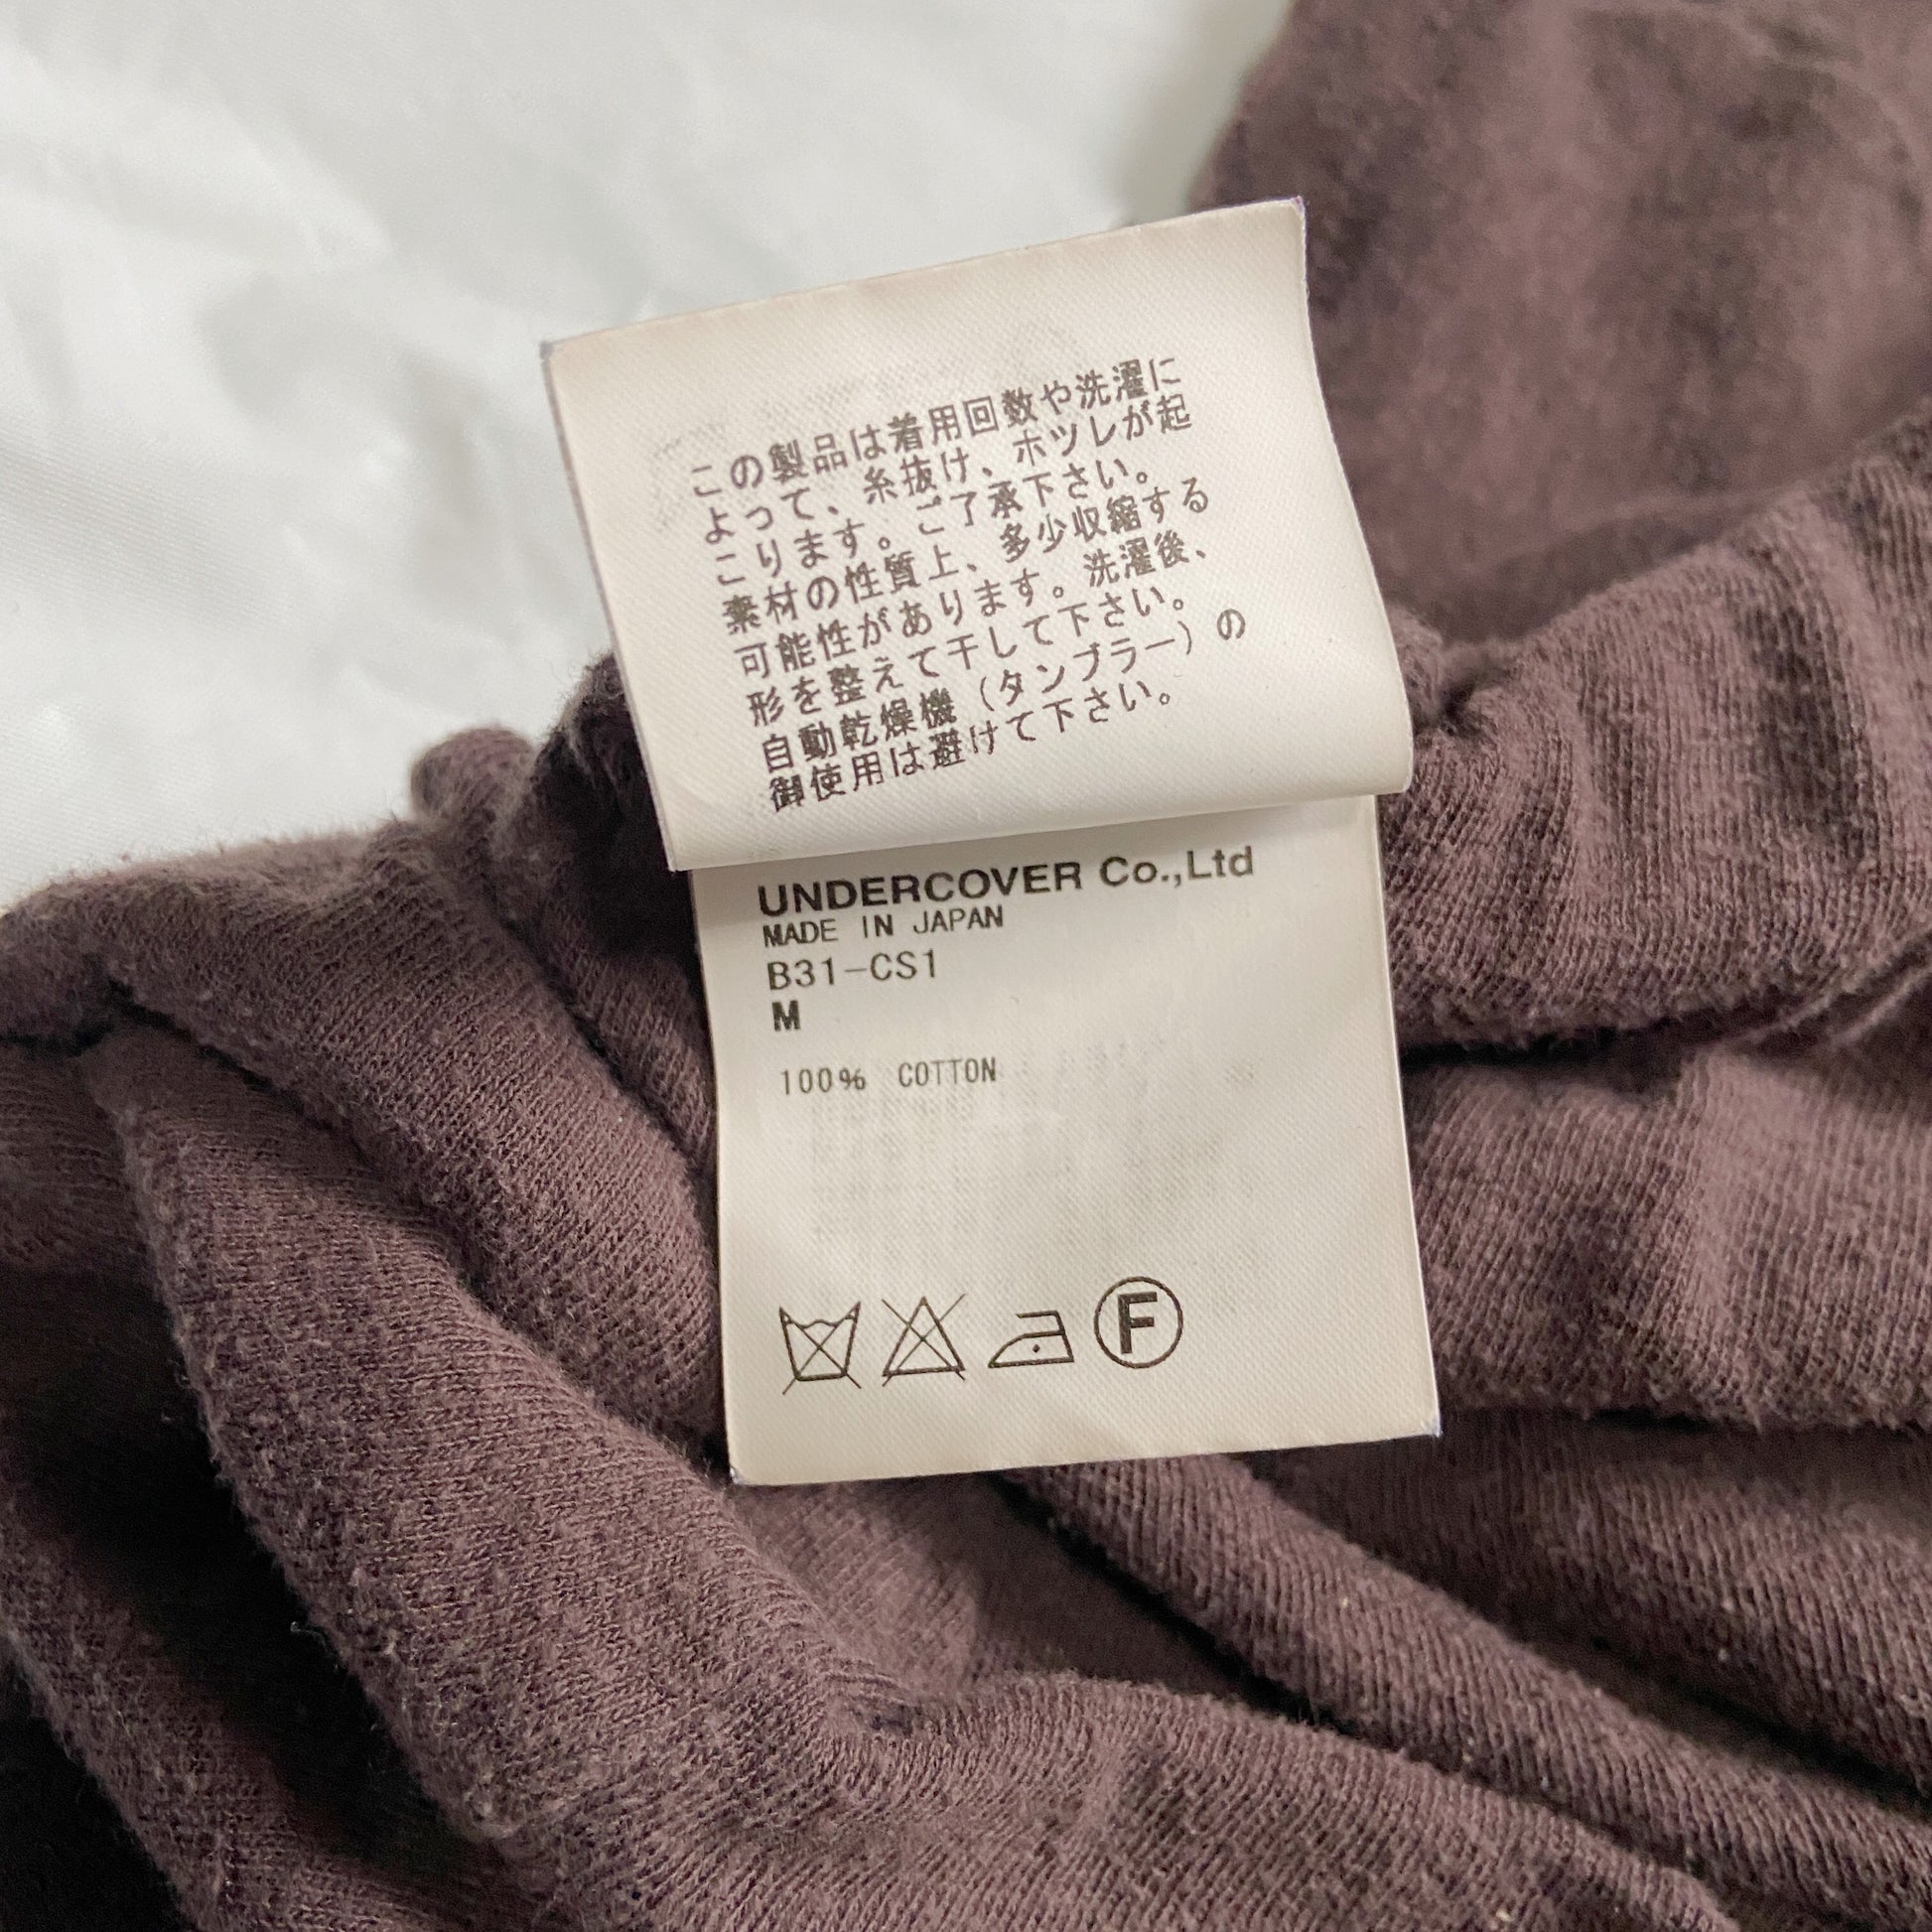 この製品は着用回数や洗濯に
よって、糸抜け、ホツレが起
こります。ご了承下さい。
素材の性質上、多少収縮する
可能性があります。洗濯後、
形を整えて干して下さい。
自動乾燥機（タンブラー）の
御使用は避けて下さい。
UNDERCOVER Co.,Ltd
MADE IN JAPAN
B31-CS1
M
100% COTTON
F